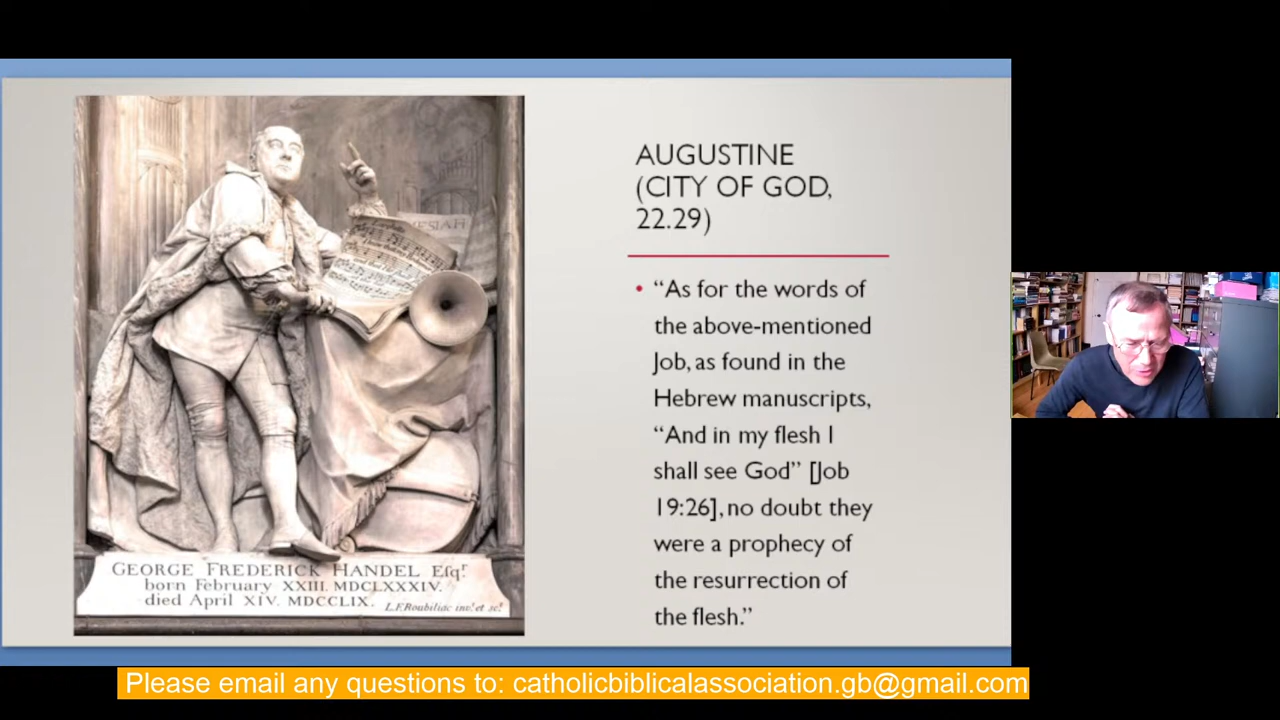 AUGUSTINE
(CITY OF GOD,
22.29)
• “As for the words of
the above-mentioned
Job, as found in the
Hebrew manuscripts,
“And in my flesh I
shall see God” [Job
19:26], no doubt they
were a prophecy of
the resurrection of
the flesh.”
ESIAH
GEORGE FREDERICK HANDEL Eſqr.
born February XXIII. MDCLXXXIV.
died April XIV. MDCCLIX.
L.F. Roubiliac invt. et sct.
Please email any questions to: catholicbiblicalassociation.gb@gmail.com